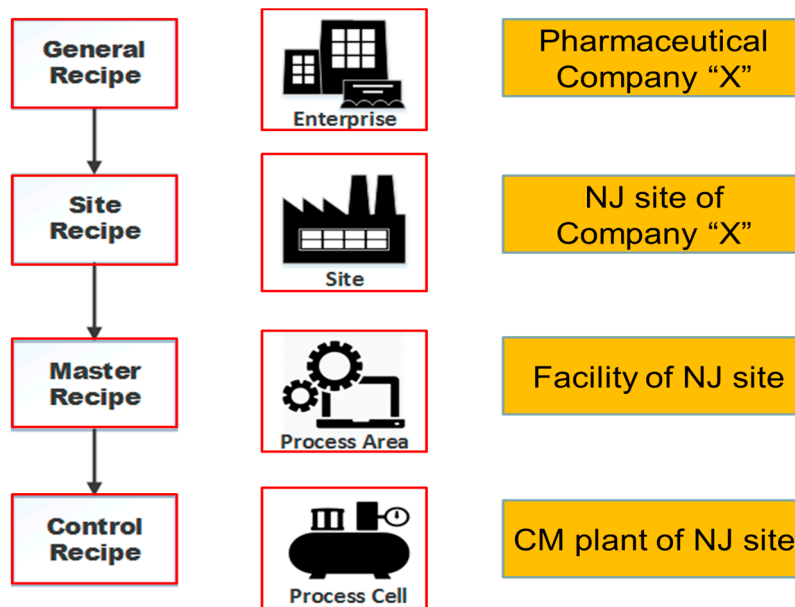 General
Recipe
Enterprise
Pharmaceutical
Company “X”
Site
Recipe
Site
NJ site of
Company “X”
Master
Recipe
Process Area
Facility of NJ site
Control
Recipe
Process Cell
CM plant of NJ site